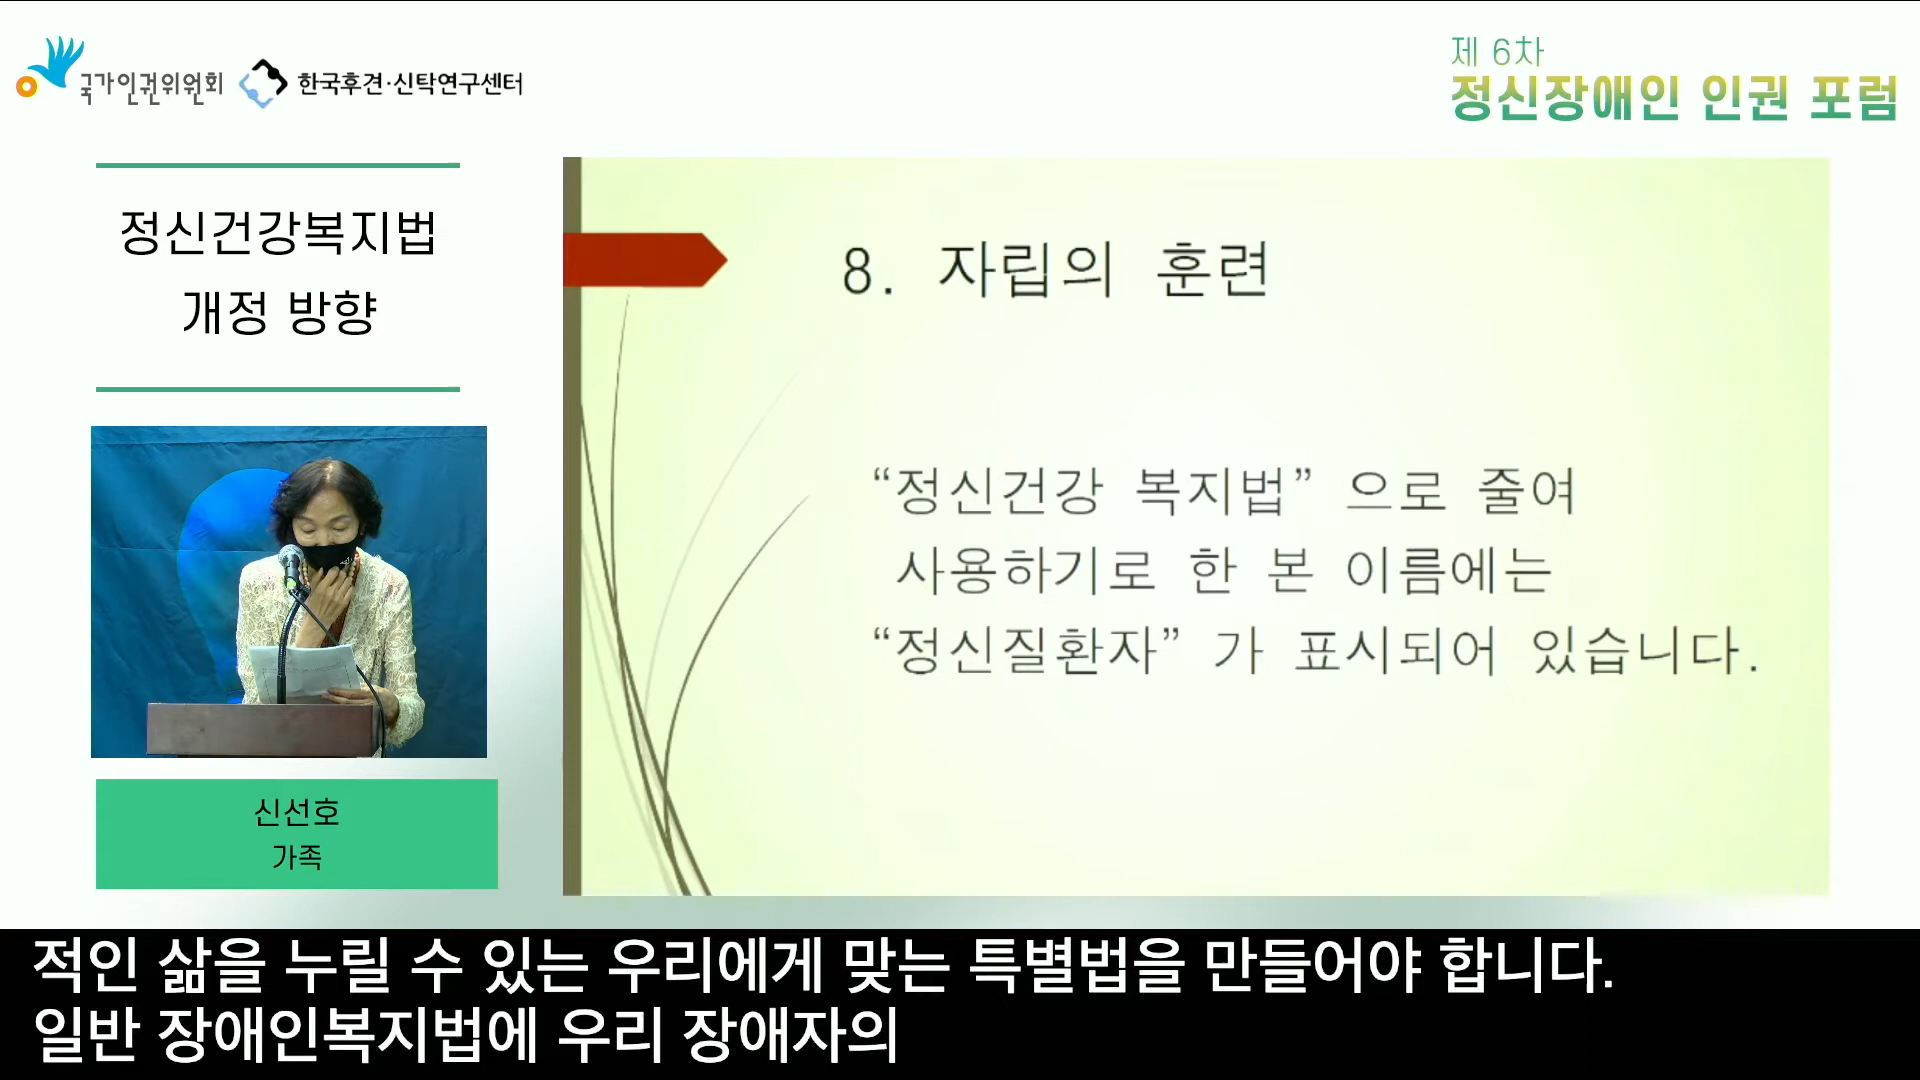 국가인권위원회
한국후견·신탁연구센터
제 6차
정신장애인 인권 포럼
정신건강복지법
개정 방향
신선호
가족
8. 자립의 훈련
“정신건강 복지법” 으로 줄여
사용하기로 한 본 이름에는
“정신질환자” 가 표시되어 있습니다.
적인 삶을 누릴 수 있는 우리에게 맞는 특별법을 만들어야 합니다.
일반 장애인복지법에 우리 장애자의